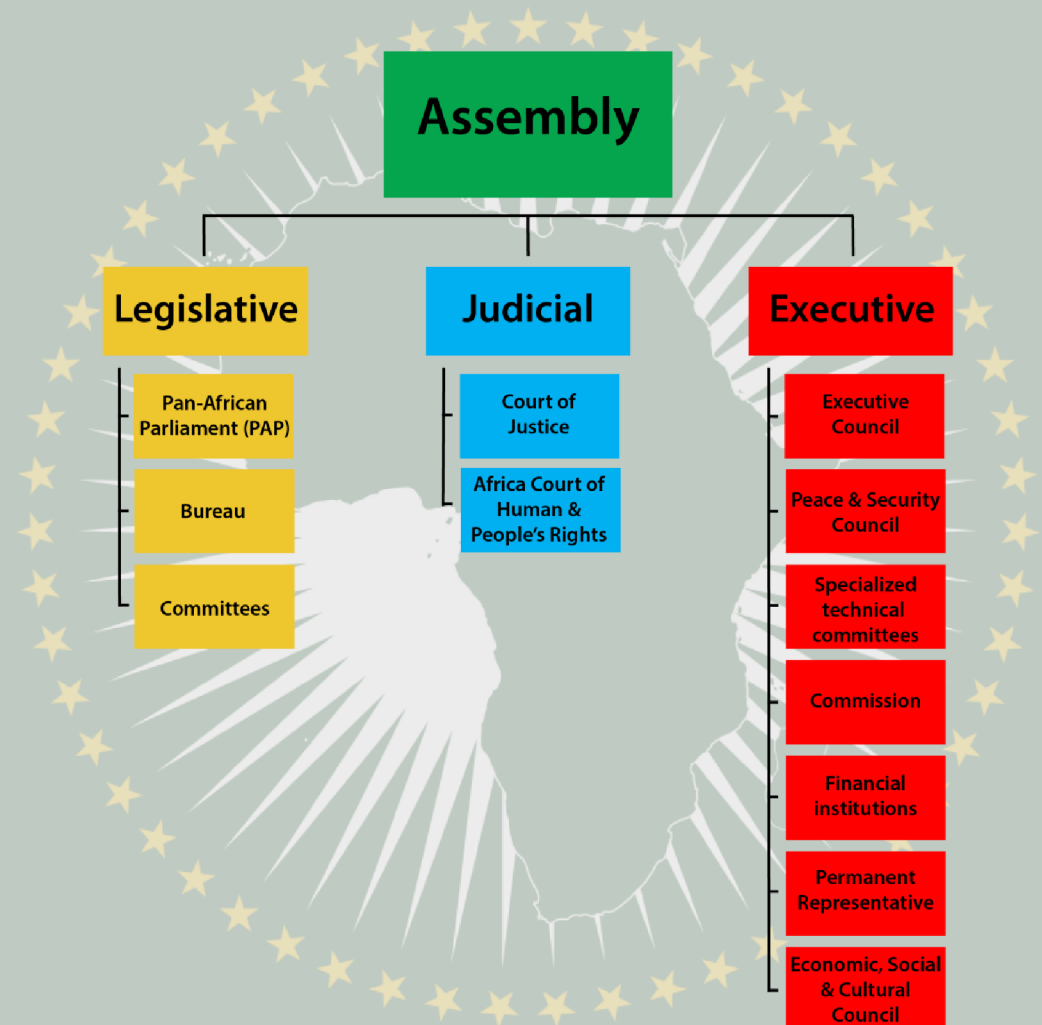 Assembly
Legislative
Judicial
Executive
Pan-African
Parliament (PAP)
Bureau
Committees
Court of
Justice
Africa Court of
Human &
People's Rights
Executive
Council
Peace & Security
Council
Specialized
technical
committees
Commission
Financial
institutions
Permanent
Representative
Economic, Social
& Cultural
Council